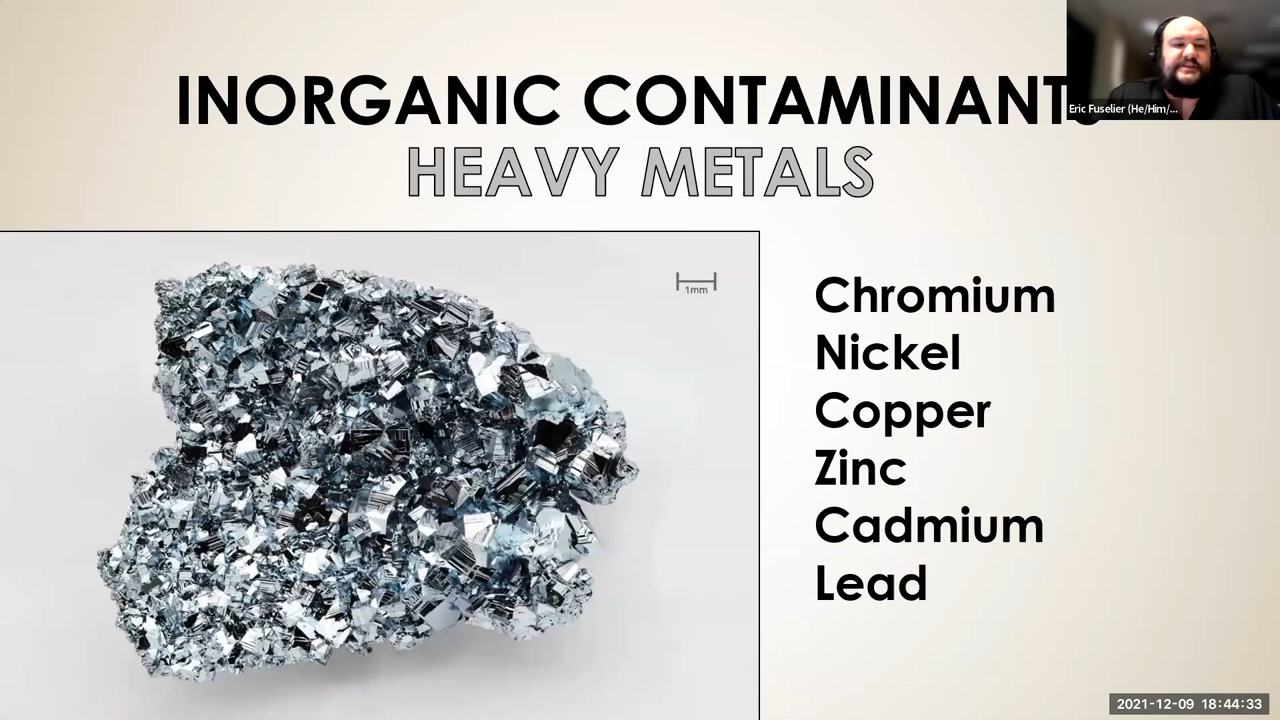 INORGANIC CONTAMINANTS
HEAVY METALS
Eric Fuselier (He/Him/...
1mm
Chromium
Nickel
Copper
Zinc
Cadmium
Lead
2021-12-09 18:44:33